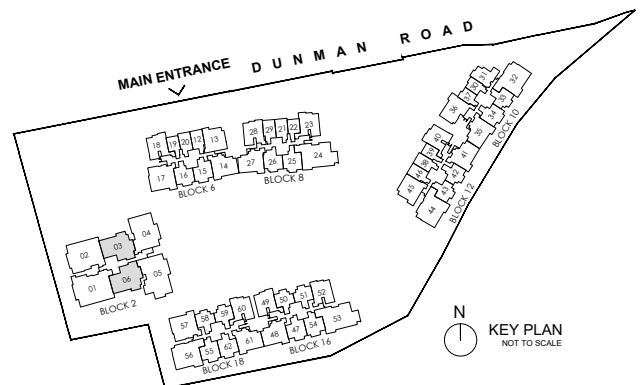 DUNMAN ROAD
MAIN ENTRANCE
18 19 20 12 13
17 16 15 14
BLOCK 6
28 29 21 22 23
27 26 25 24
BLOCK 8
36 37 30 31 32
35 34 33
BLOCK 10
40 39 38 46 45
41 42 43 44
BLOCK 12
02 03 04
01 06 05
BLOCK 2
57 58 59 60
56 55 62 61
BLOCK 18
49 50 51 52
48 47 54 53
BLOCK 16
N
KEY PLAN
NOT TO SCALE